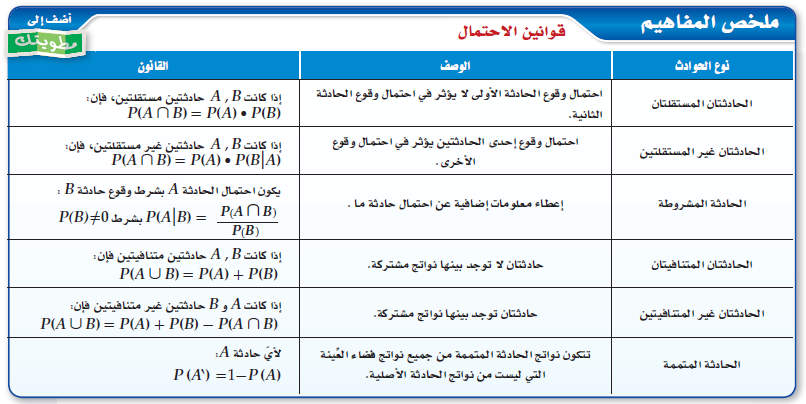 ملخص المفاهيم
قوانين الاحتمال
أضف إلى
مطويتك
نوع الحوادث
الوصف
القانون
الحادثتان المستقلتان
احتمال وقوع الحادثة الأولى لا يؤثر في احتمال وقوع الحادثة
الثانية.
إذا كانت A , B حادثتين مستقلتين، فإن:
P(A ∩ B) = P(A) • P(B)
الحادثتان غير المستقلتين
احتمال وقوع إحدى الحادثتين يؤثر في احتمال وقوع
الأخرى.
إذا كانت A , B حادثتين غير مستقلتين، فإن:
P(A ∩ B) = P(A) • P(B|A)
الحادثة المشروطة
إعطاء معلومات إضافية عن احتمال حادثة ما .
يكون احتمال الحادثة A بشرط وقوع حادثة B :
P(A|B) = P(A ∩ B) / P(B) بشرط P(B)≠0
الحادثتان المتنافيتان
حادثتان لا توجد بينها نواتج مشتركة.
إذا كانت A , B حادثتين متنافيتين فإن:
P(A ∪ B) = P(A) + P(B)
الحادثتان غير المتنافيتين
حادثتان توجد بينها نواتج مشتركة.
إذا كانت A و B حادثتين غير متنافيتين فإن:
P(A ∪ B) = P(A) + P(B) − P(A ∩ B)
الحادثة المتممة
تتكون نواتج الحادثة المتممة من جميع نواتج فضاء العينة
التي ليست من نواتج الحادثة الأصلية.
لأيّ حادثة A:
P (A‘) =1−P (A)